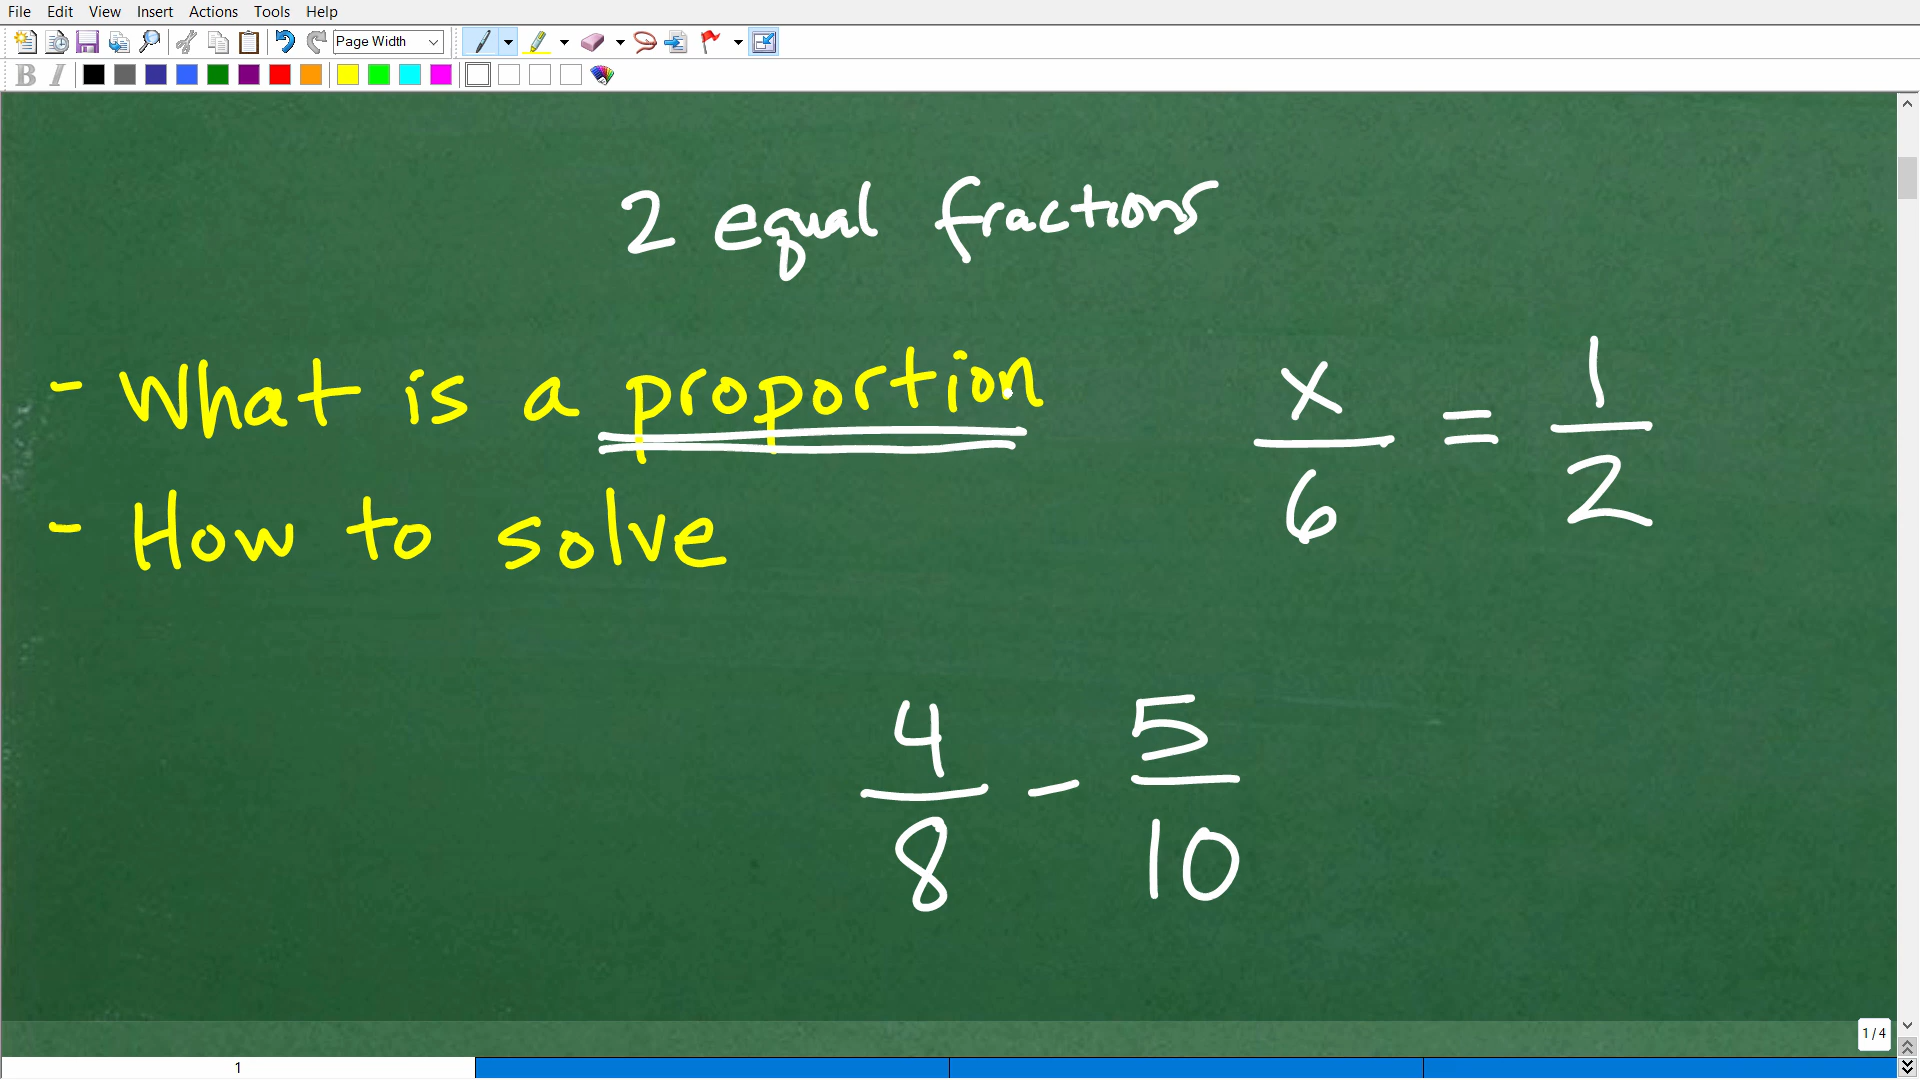 File Edit View Insert Actions Tools Help
Page Width
B I
2 equal fractions
- What is a proportion
x/6 = 1/2
- How to solve
4/8 - 5/10
1 / 4
1